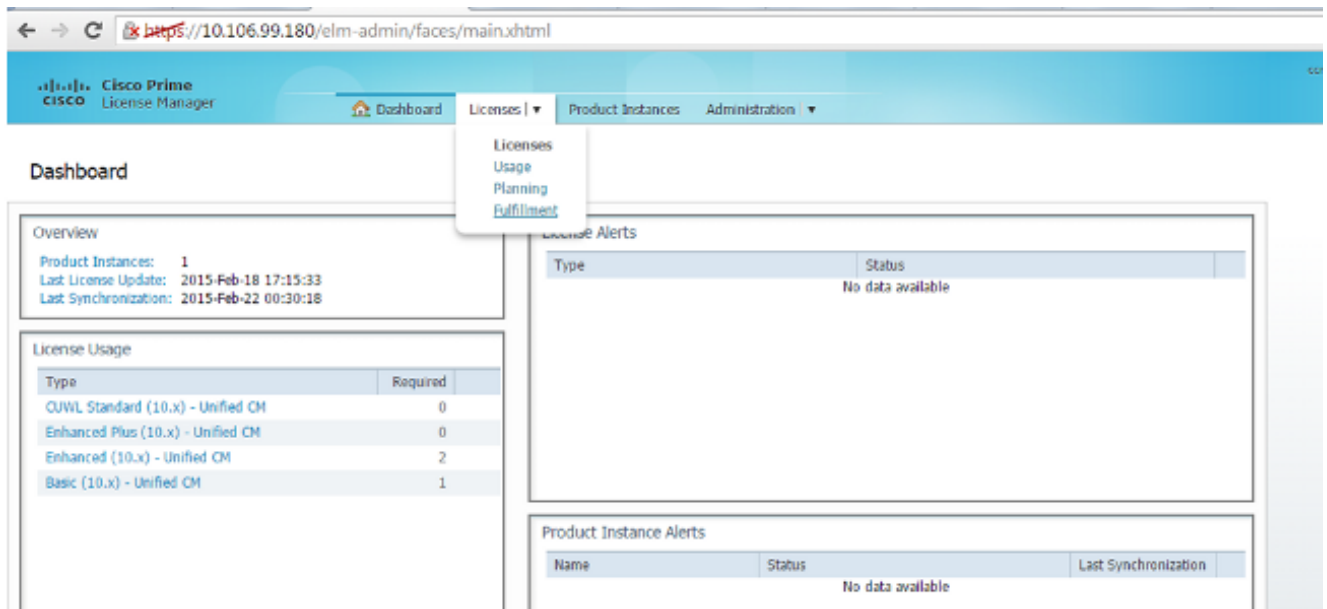 https://10.106.99.180/elm-admin/faces/main.xhtml
Cisco Prime
CISCO License Manager
Dashboard Licenses ▼ Product Instances Administration ▼
Licenses
Usage
Planning
Fulfillment
Dashboard
Overview
Product Instances: 1
Last License Update: 2015-Feb-18 17:15:33
Last Synchronization: 2015-Feb-22 00:30:18
License Usage
Type Required
CUWL Standard (10.x) - Unified CM 0
Enhanced Plus (10.x) - Unified CM 0
Enhanced (10.x) - Unified CM 2
Basic (10.x) - Unified CM 1
License Alerts
Type Status
No data available
Product Instance Alerts
Name Status Last Synchronization
No data available